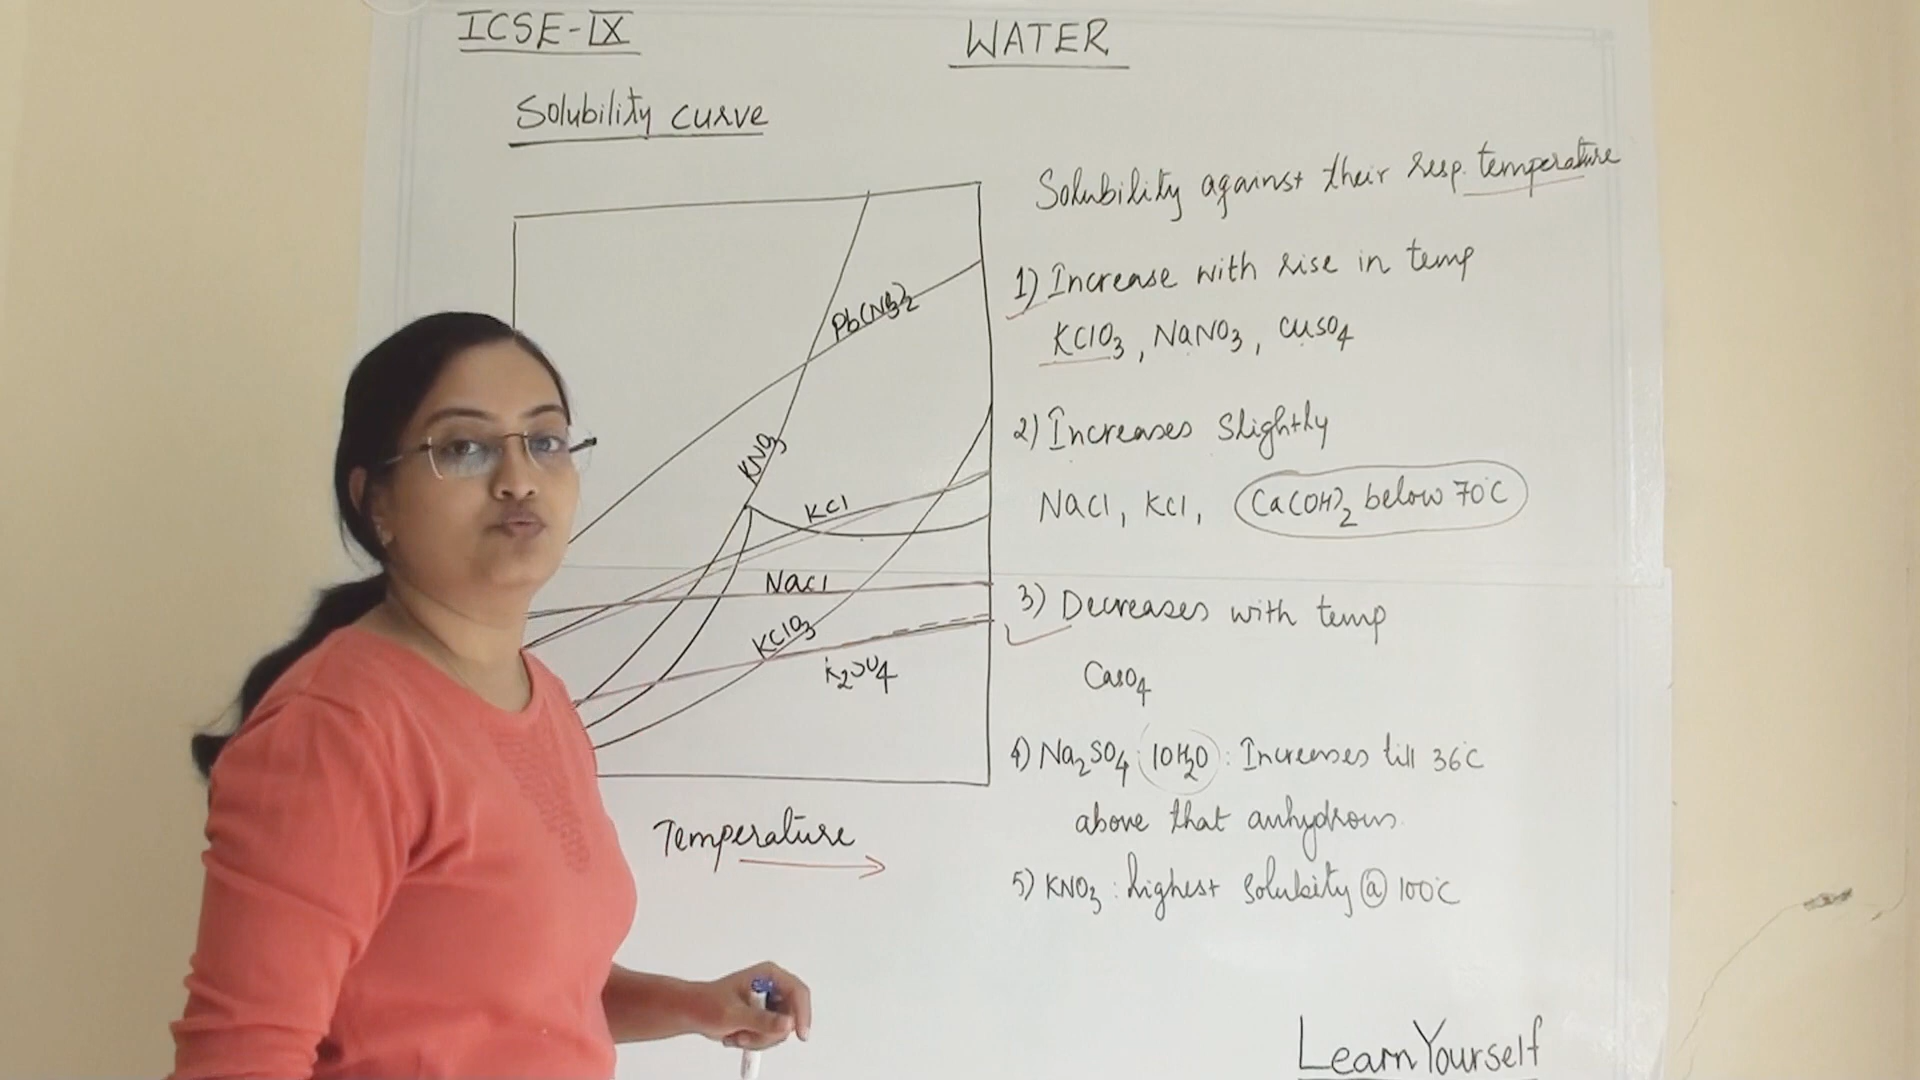 ICSE-IX
WATER
Solubility curve
Solubility against their resp. temperature
1) Increase with rise in temp
KClO3, NaNO3, CuSO4
2) Increases slightly
NaCl, KCl, Ca(OH)2 below 70°C
3) Decreases with temp
CaSO4
4) Na2SO4·10H2O: Increases till 36°C
above that anhydrous.
5) KNO3: highest solubility @ 100°C
Pb(NO3)2
KNO3
KCl
NaCl
KClO3
K2SO4
Temperature
LearnYourself